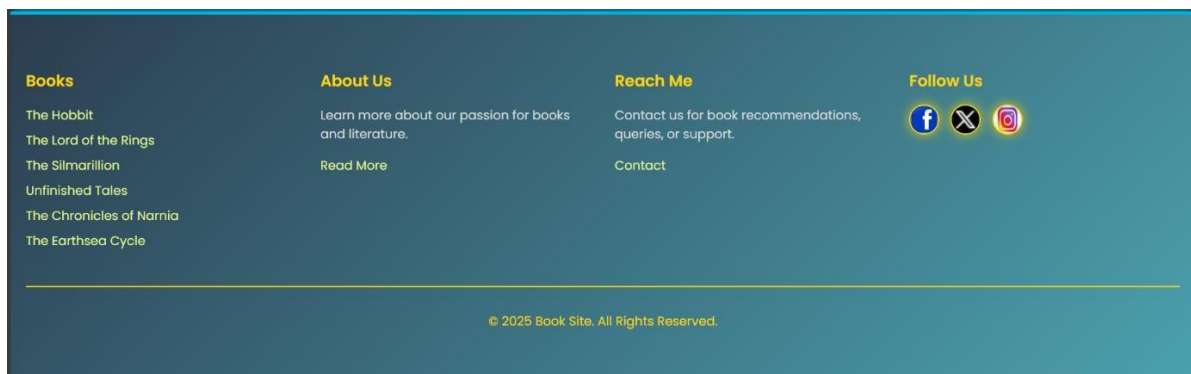 Books
The Hobbit
The Lord of the Rings
The Silmarillion
Unfinished Tales
The Chronicles of Narnia
The Earthsea Cycle
About Us
Learn more about our passion for books
and literature.
Read More
Reach Me
Contact us for book recommendations,
queries, or support.
Contact
Follow Us
© 2025 Book Site. All Rights Reserved.